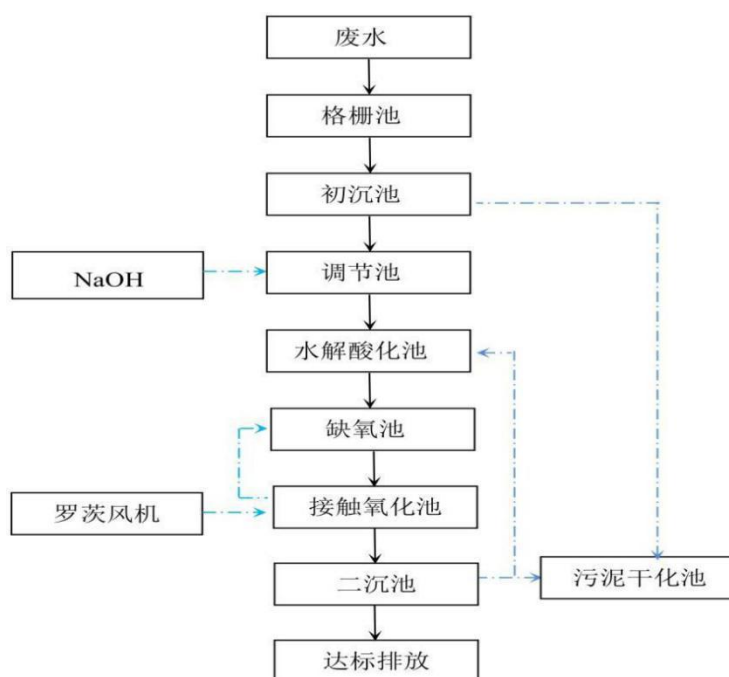 废水
格栅池
初沉池
NaOH
调节池
水解酸化池
缺氧池
罗茨风机
接触氧化池
二沉池
污泥干化池
达标排放